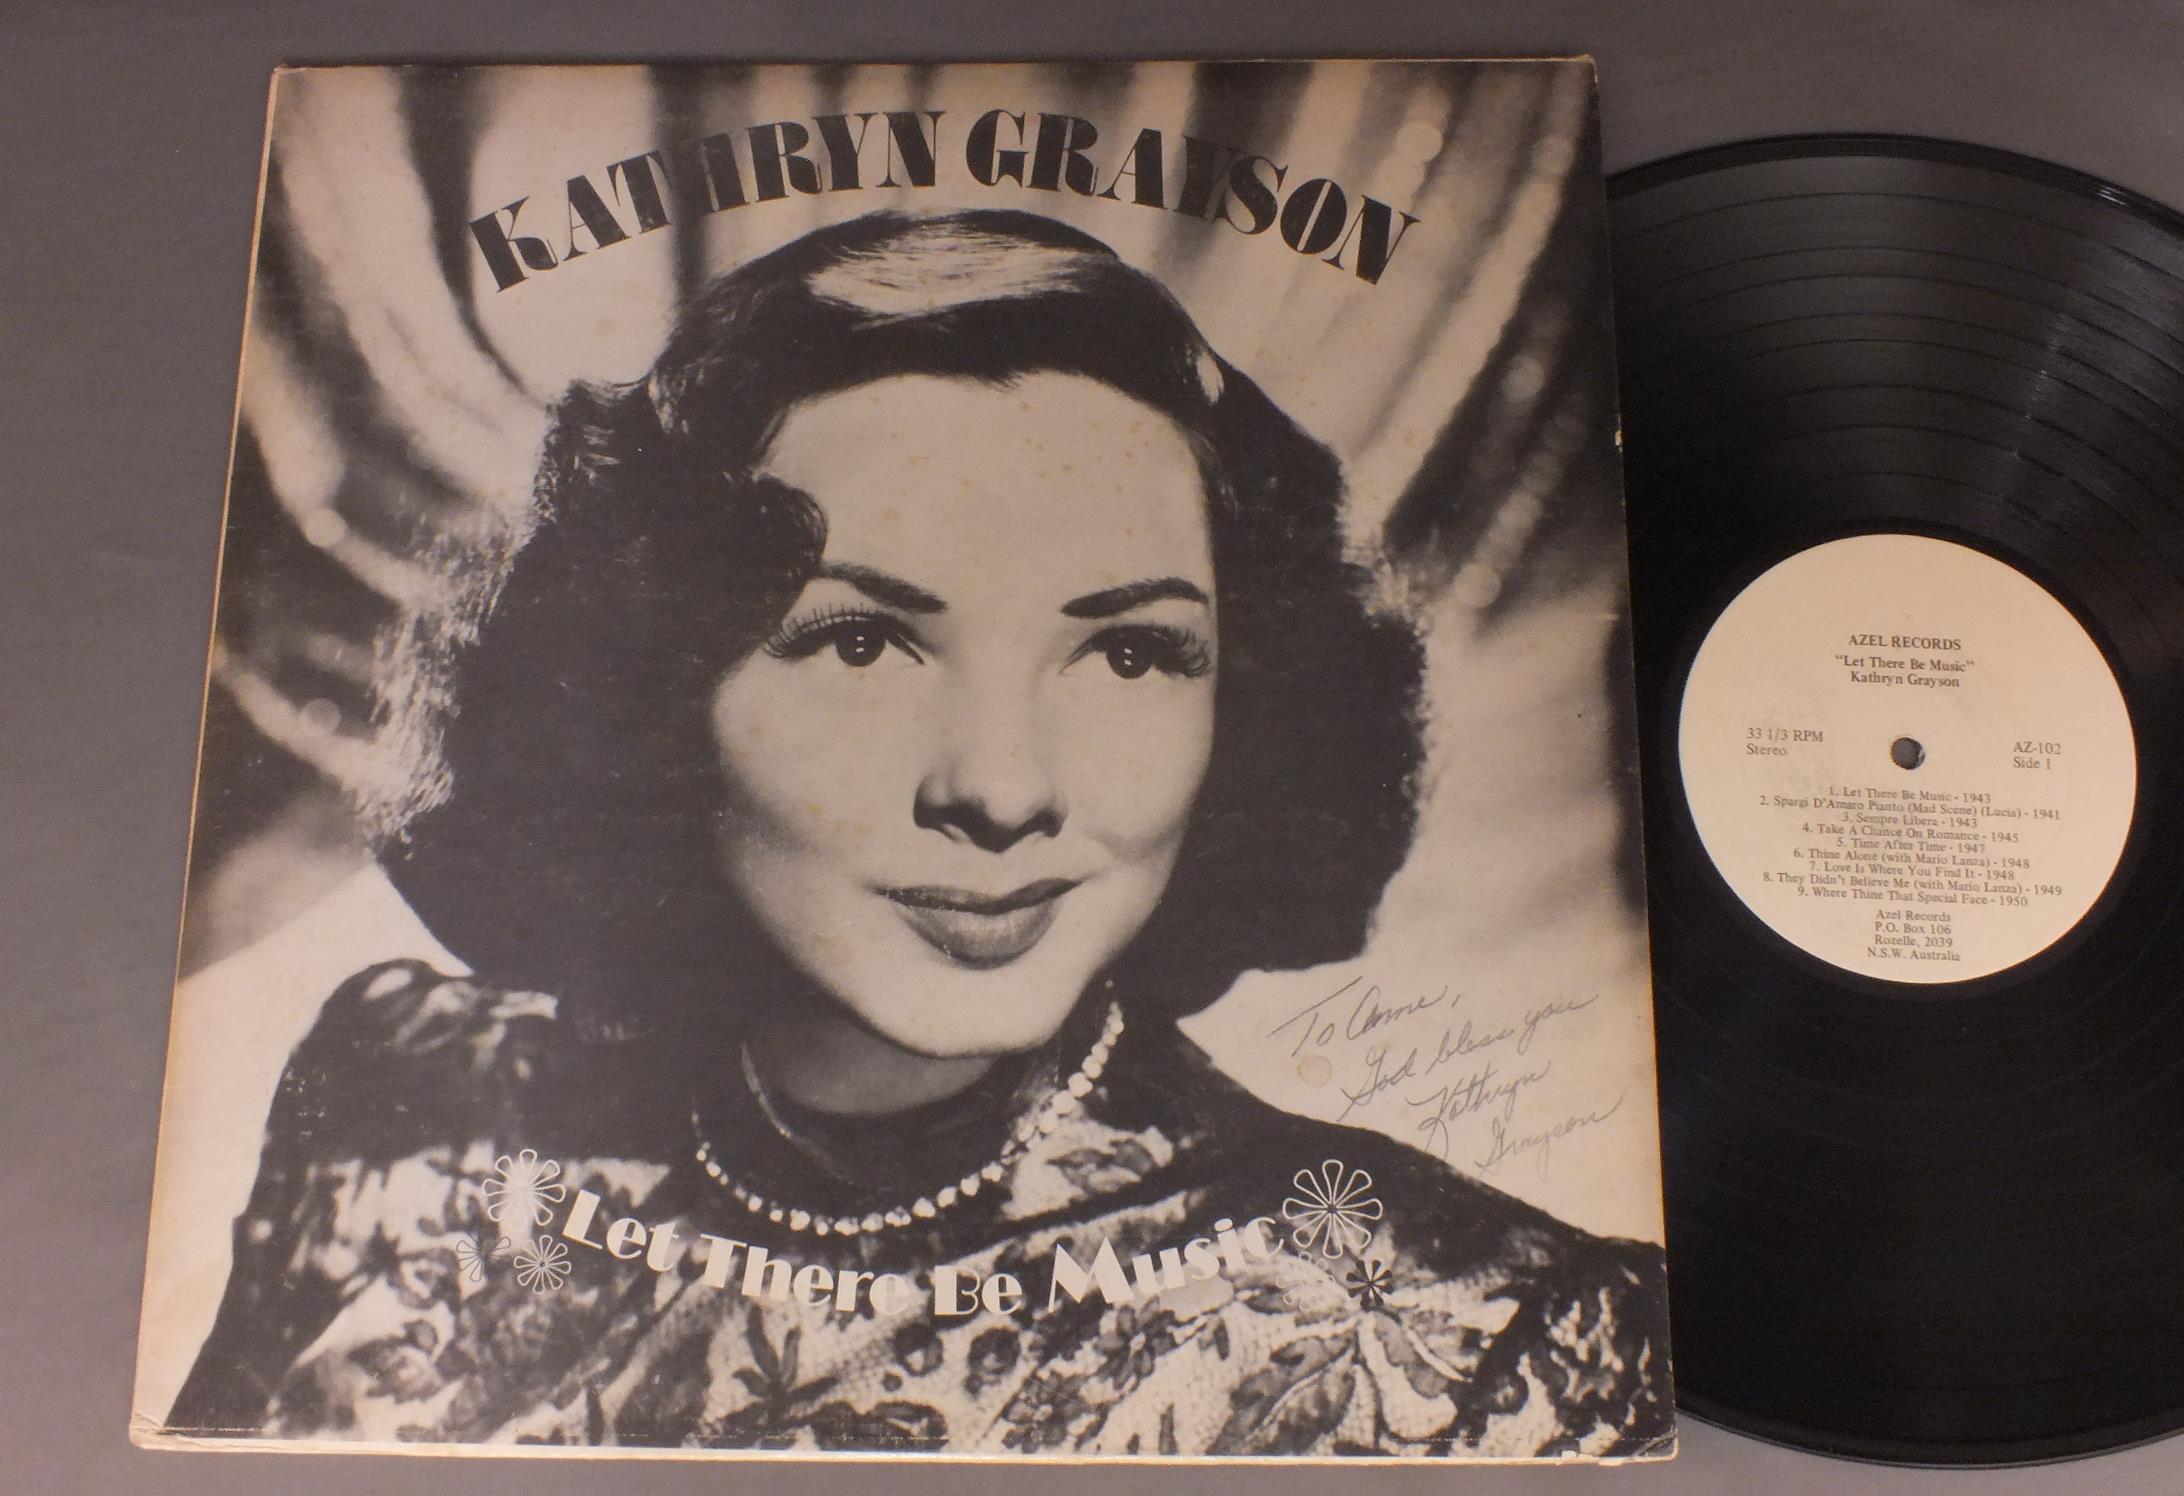 KATHRYN GRAYSON
To Anne,
God bless you
Kathryn
Grayson
Let There Be Music
AZEL RECORDS
"Let There Be Music"
Kathryn Grayson
33 1/3 RPM
Stereo
AZ-102
Side 1
1. Let There Be Music - 1943
2. Spargi D'Amaro Pianto (Mad Scene) (Lucia) - 1941
3. Sempre Libera - 1943
4. Take A Chance On Romance - 1945
5. Time After Time - 1947
6. Thine Alone (with Mario Lanza) - 1948
7. Love Is Where You Find It - 1948
8. They Didn't Believe Me (with Mario Lanza) - 1949
9. Where Thine That Special Face - 1950
Azel Records
P.O. Box 106
Rozelle, 2039
N.S.W. Australia